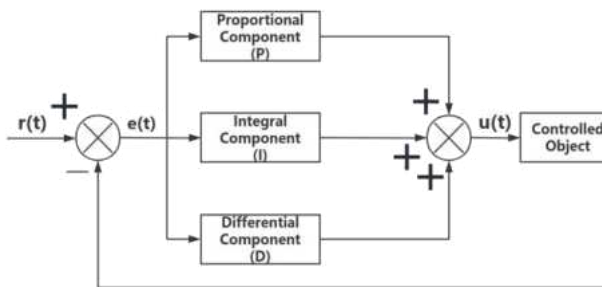 Proportional
Component
(P)
+
+
r(t)
e(t)
Integral
Component
(I)
u(t)
Controlled
Object
−
+
+
Differential
Component
(D)